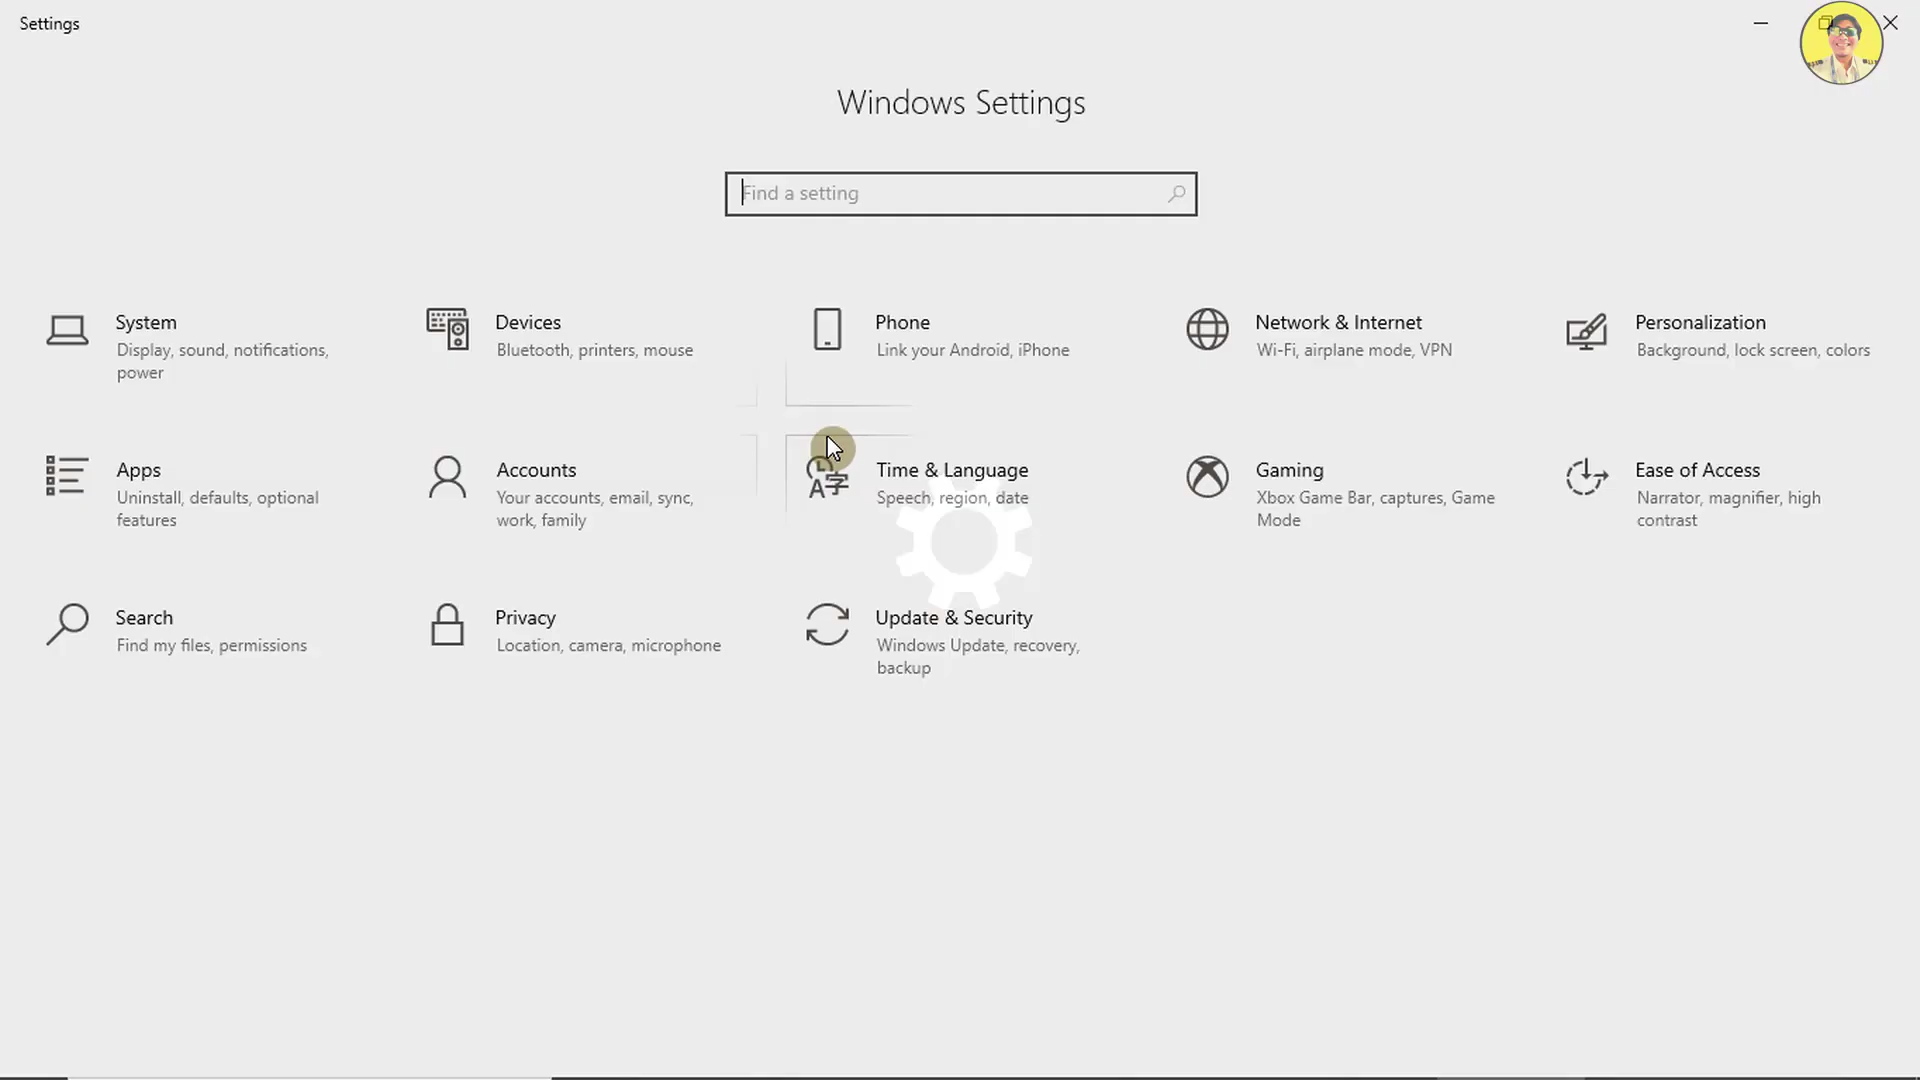 Settings
Windows Settings
Find a setting
System
Display, sound, notifications,
power
Devices
Bluetooth, printers, mouse
Phone
Link your Android, iPhone
Network & Internet
Wi-Fi, airplane mode, VPN
Personalization
Background, lock screen, colors
Apps
Uninstall, defaults, optional
features
Accounts
Your accounts, email, sync,
work, family
Time & Language
Speech, region, date
Gaming
Xbox Game Bar, captures, Game
Mode
Ease of Access
Narrator, magnifier, high
contrast
Search
Find my files, permissions
Privacy
Location, camera, microphone
Update & Security
Windows Update, recovery,
backup